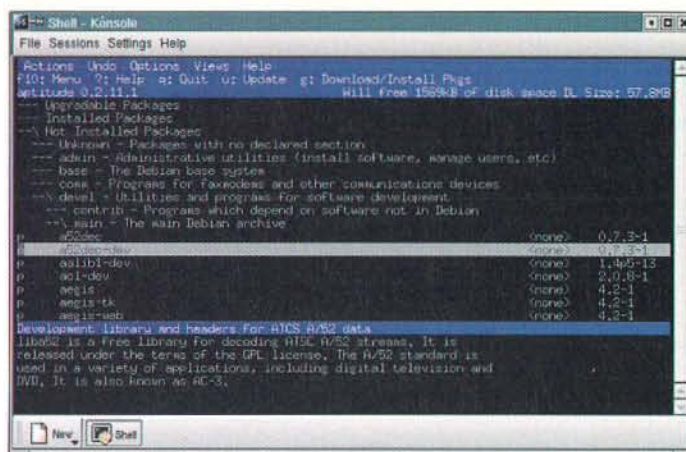 Shell - Konsole
File Sessions Settings Help
Actions Undo Options Views Help
f10: Menu ?: Help q: Quit u: Update g: Download/Install Pkgs
aptitude 0.2.11.1 Will free 1569kB of disk space DL Size: 57.8MB
--- Upgradable Packages
--- Installed Packages
--\ Not Installed Packages
--- Unknown - Packages with no declared section
--- admin - Administrative utilities (install software, manage users, etc)
--- base - The Debian base system
--- comm - Programs for faxmodems and other communications devices
--\ devel - Utilities and programs for software development
--- contrib - Programs which depend on software not in Debian
--\ main - The main Debian archive
p a52dec <none> 0.7.3-1
p a52dec-dev <none> 0.7.3-1
p aalib1-dev <none> 1.4p5-13
p aol-dev <none> 2.0.8-1
p aegis <none> 4.2-1
p aegis-tk <none> 4.2-1
p aegis-web <none> 4.2-1
Development library and headers for ATCS A/52 data
liba52 is a free library for decoding ATSC A/52 streams. It is
released under the terms of the GPL license. The A/52 standard is
used in a variety of applications, including digital television and
DVD. It is also known as AC-3.
New Shell